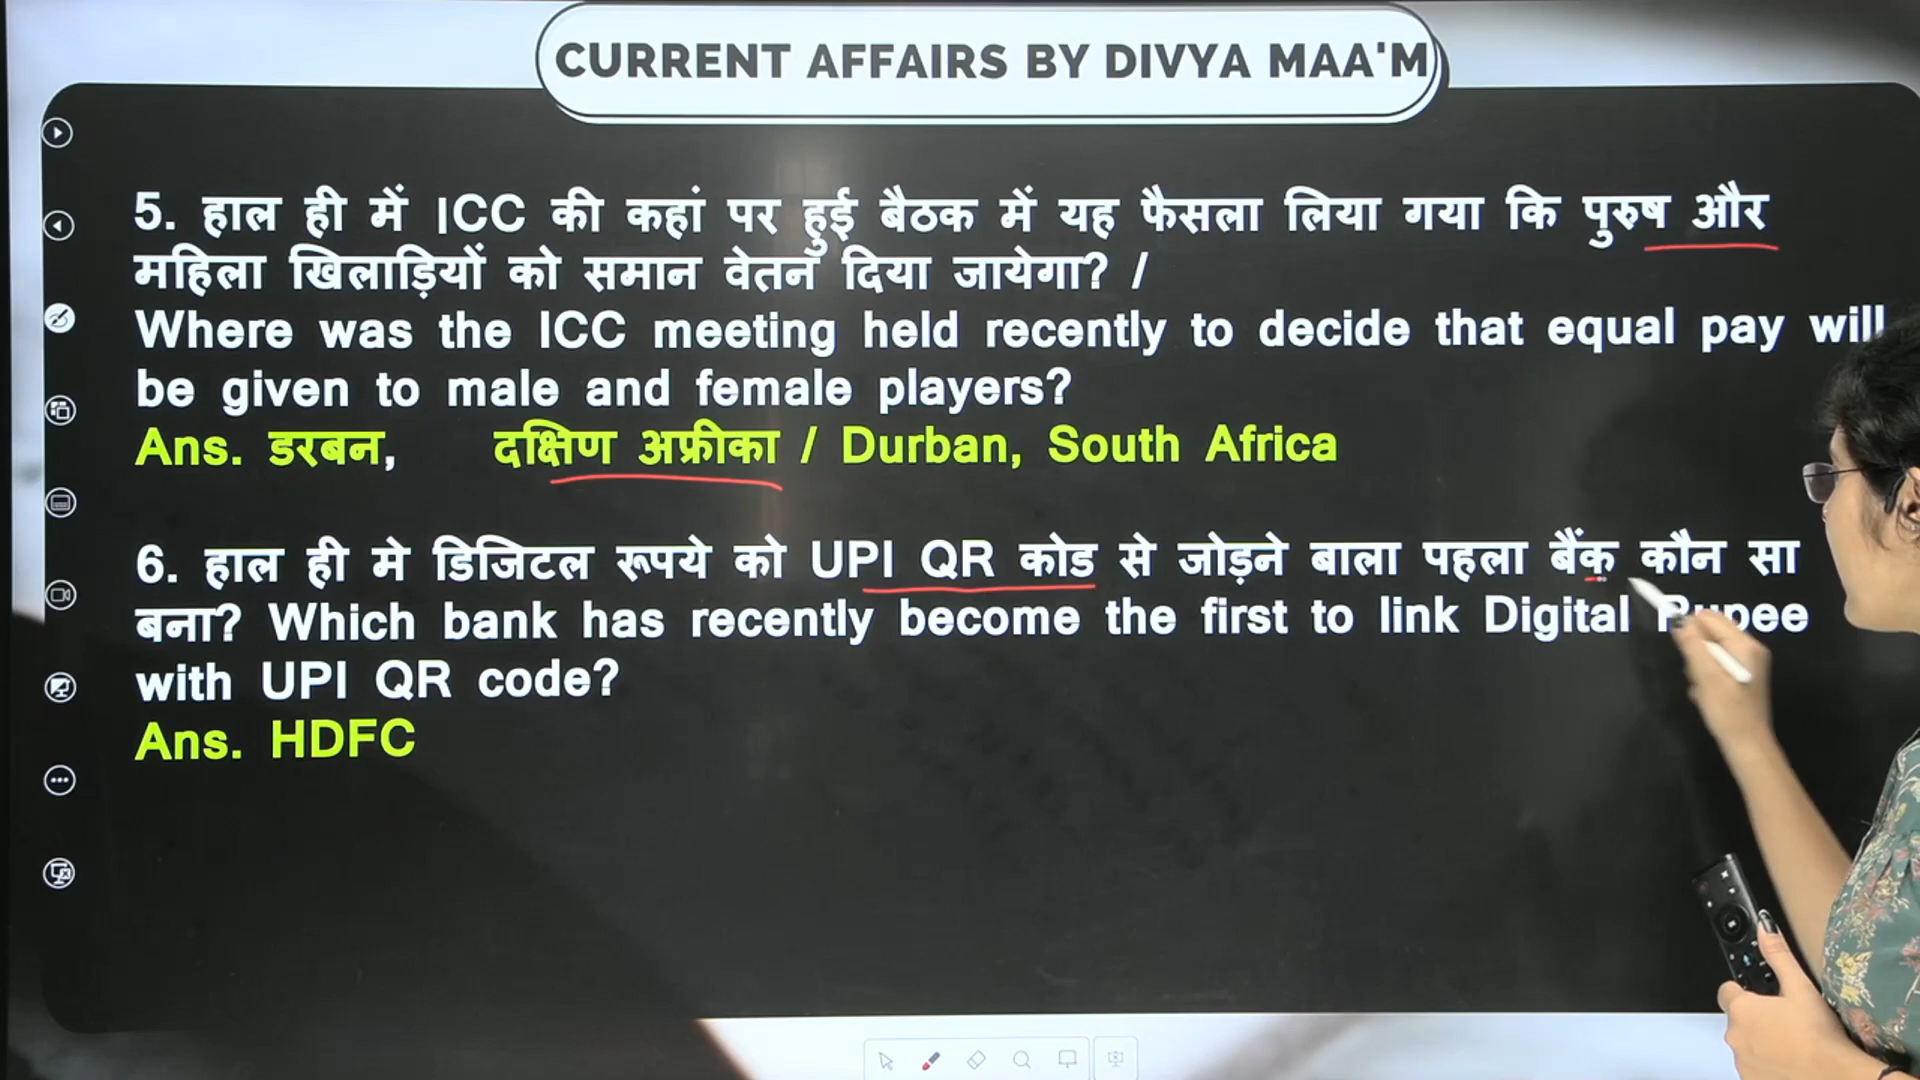 CURRENT AFFAIRS BY DIVYA MAA'M
5. हाल ही में ICC की कहां पर हुई बैठक में यह फैसला लिया गया कि पुरुष और
महिला खिलाड़ियों को समान वेतन दिया जायेगा? /
Where was the ICC meeting held recently to decide that equal pay will
be given to male and female players?
Ans. डरबन, दक्षिण अफ्रीका / Durban, South Africa
6. हाल ही मे डिजिटल रूपये को UPI QR कोड से जोड़ने बाला पहला बैंक कौन सा
बना? Which bank has recently become the first to link Digital Rupee
with UPI QR code?
Ans. HDFC